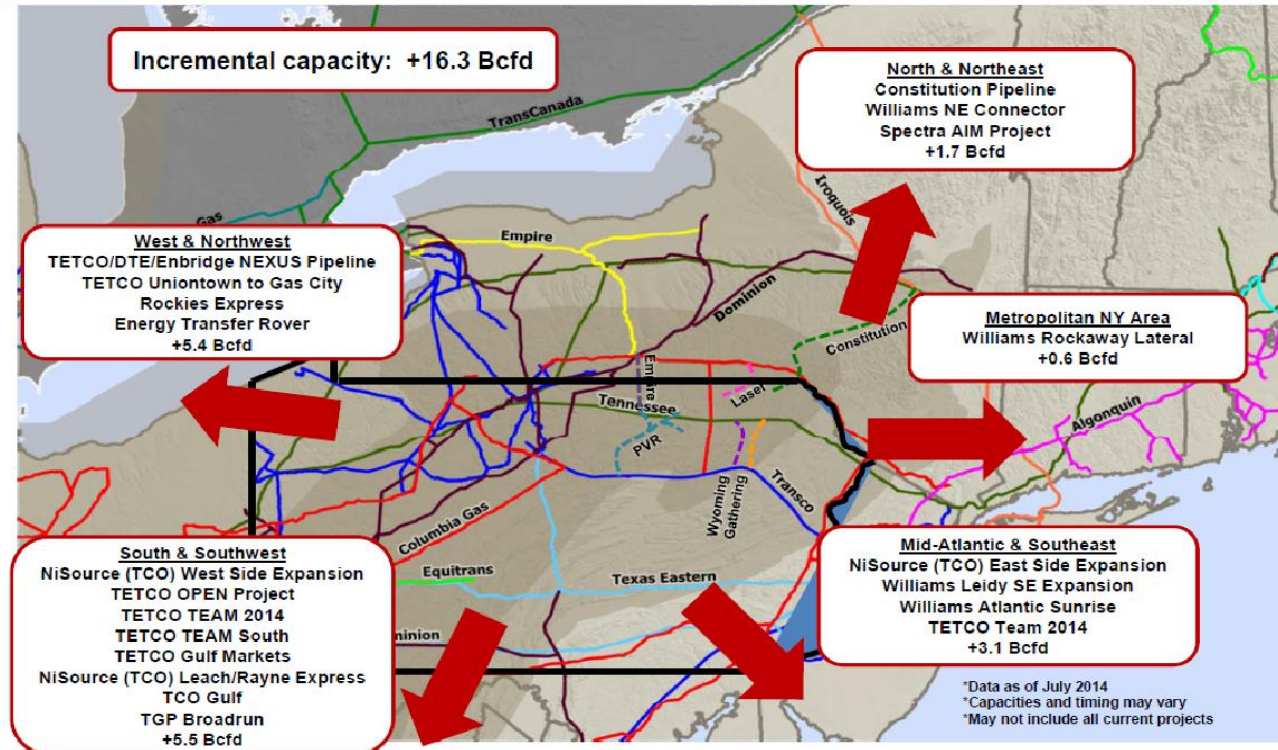 Incremental capacity: +16.3 Bcfd
North & Northeast
Constitution Pipeline
Williams NE Connector
Spectra AIM Project
+1.7 Bcfd
TransCanada
Iroquois
Gas
West & Northwest
TETCO/DTE/Enbridge NEXUS Pipeline
TETCO Uniontown to Gas City
Rockies Express
Energy Transfer Rover
+5.4 Bcfd
Empire
Dominion
Constitution
Metropolitan NY Area
Williams Rockaway Lateral
+0.6 Bcfd
Empire
Laser
Tennessee
Algonquin
PVR
Wyoming
Gathering
Transco
Columbia Gas
South & Southwest
NiSource (TCO) West Side Expansion
TETCO OPEN Project
TETCO TEAM 2014
TETCO TEAM South
TETCO Gulf Markets
NiSource (TCO) Leach/Rayne Express
TCO Gulf
TGP Broadrun
+5.5 Bcfd
Equitrans
Texas Eastern
minion
Mid-Atlantic & Southeast
NiSource (TCO) East Side Expansion
Williams Leidy SE Expansion
Williams Atlantic Sunrise
TETCO Team 2014
+3.1 Bcfd
*Data as of July 2014
*Capacities and timing may vary
*May not include all current projects